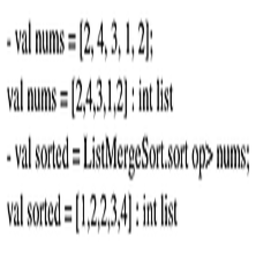 - val nums = [2, 4, 3, 1, 2];
val nums = [2,4,3,1,2] : int list
- val sorted = ListMergeSort.sort op> nums;
val sorted = [1,2,2,3,4] : int list